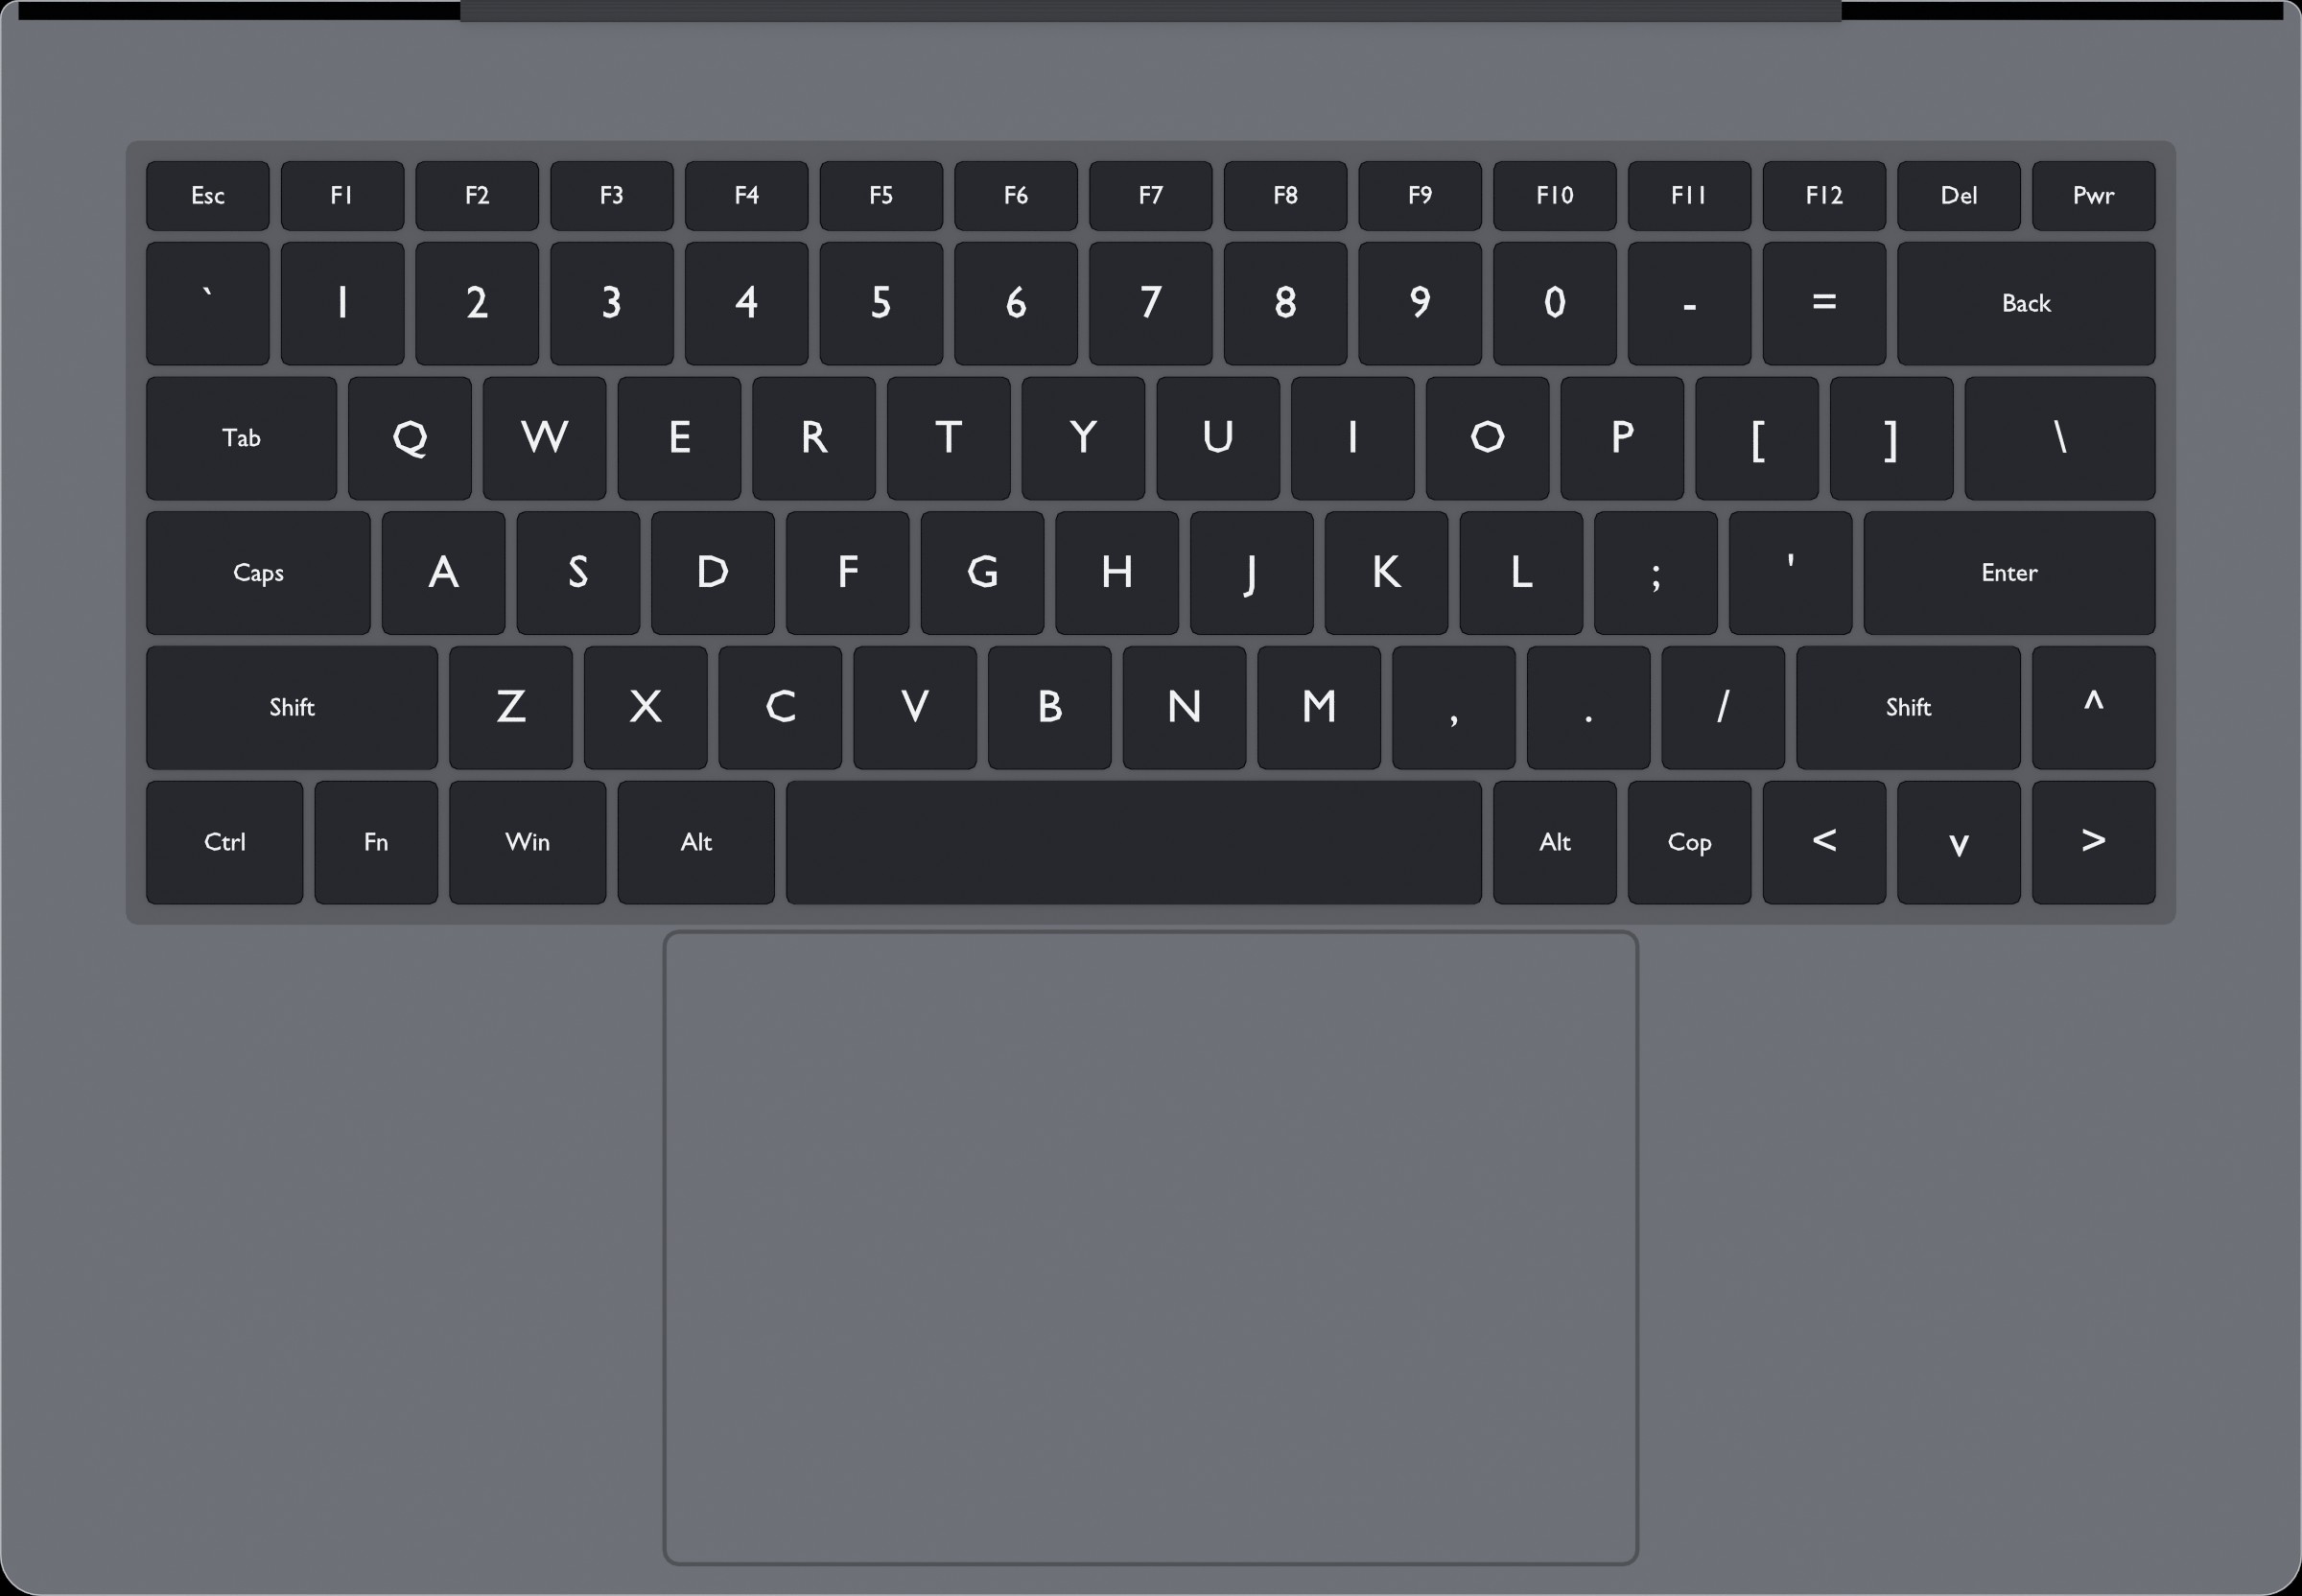 Esc F1 F2 F3 F4 F5 F6 F7 F8 F9 F10 F11 F12 Del Pwr
` 1 2 3 4 5 6 7 8 9 0 - = Back
Tab Q W E R T Y U I O P [ ] \
Caps A S D F G H J K L ; ' Enter
Shift Z X C V B N M , . / Shift ^
Ctrl Fn Win Alt Alt Cop < v >